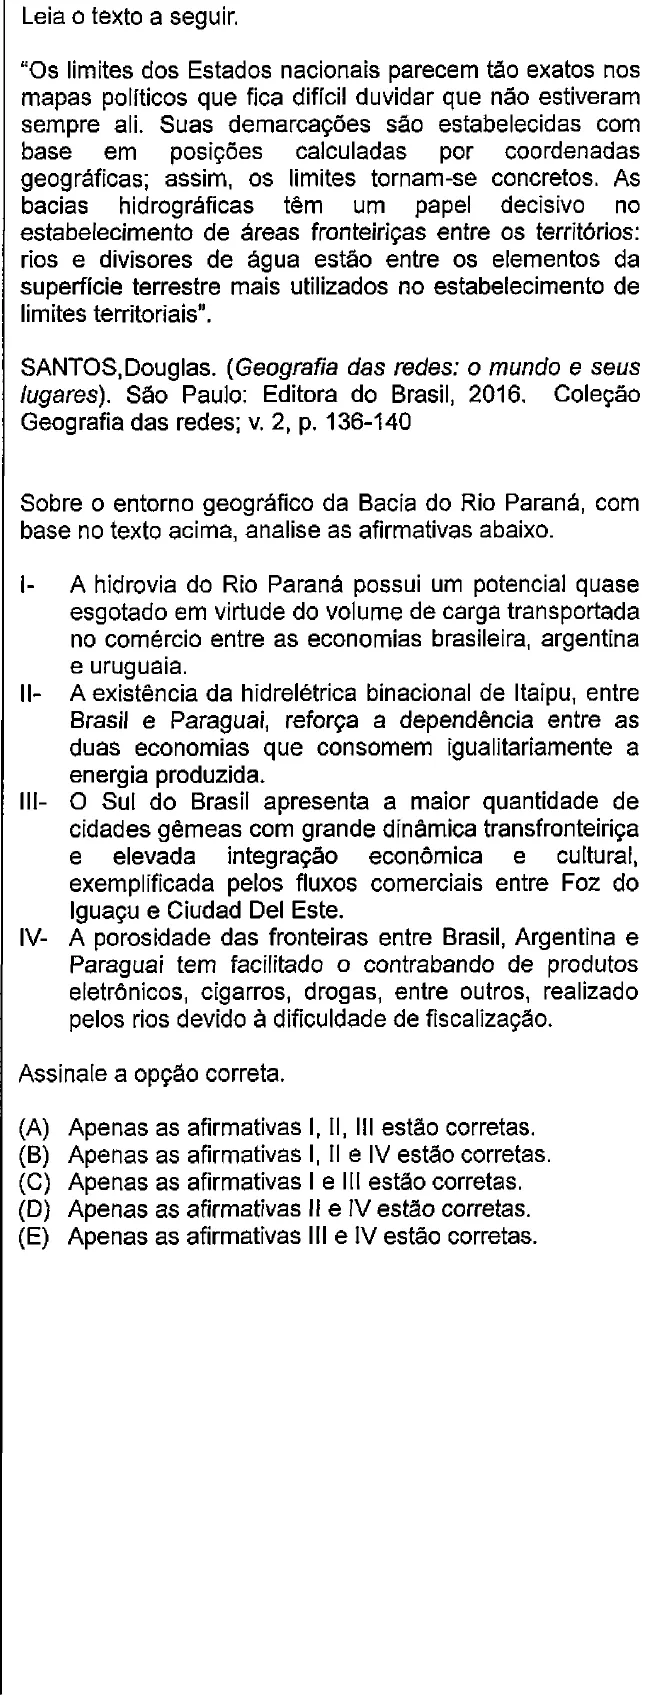 Leia o texto a seguir.
"Os limites dos Estados nacionais parecem tão exatos nos
mapas políticos que fica difícil duvidar que não estiveram
sempre ali. Suas demarcações são estabelecidas com
base em posições calculadas por coordenadas
geográficas; assim, os limites tornam-se concretos. As
bacias hidrográficas têm um papel decisivo no
estabelecimento de áreas fronteiriças entre os territórios:
rios e divisores de água estão entre os elementos da
superfície terrestre mais utilizados no estabelecimento de
limites territoriais".
SANTOS,Douglas. (Geografia das redes: o mundo e seus
lugares). São Paulo: Editora do Brasil, 2016. Coleção
Geografia das redes; v. 2, p. 136-140
Sobre o entorno geográfico da Bacia do Rio Paraná, com
base no texto acima, analise as afirmativas abaixo.
I- A hidrovia do Rio Paraná possui um potencial quase
esgotado em virtude do volume de carga transportada
no comércio entre as economias brasileira, argentina
e uruguaia.
II- A existência da hidrelétrica binacional de Itaipu, entre
Brasil e Paraguai, reforça a dependência entre as
duas economias que consomem igualitariamente a
energia produzida.
III- O Sul do Brasil apresenta a maior quantidade de
cidades gêmeas com grande dinâmica transfronteiriça
e elevada integração econômica e cultural,
exemplificada pelos fluxos comerciais entre Foz do
Iguaçu e Ciudad Del Este.
IV- A porosidade das fronteiras entre Brasil, Argentina e
Paraguai tem facilitado o contrabando de produtos
eletrônicos, cigarros, drogas, entre outros, realizado
pelos rios devido à dificuldade de fiscalização.
Assinale a opção correta.
(A) Apenas as afirmativas I, II, III estão corretas.
(B) Apenas as afirmativas I, II e IV estão corretas.
(C) Apenas as afirmativas I e III estão corretas.
(D) Apenas as afirmativas II e IV estão corretas.
(E) Apenas as afirmativas III e IV estão corretas.